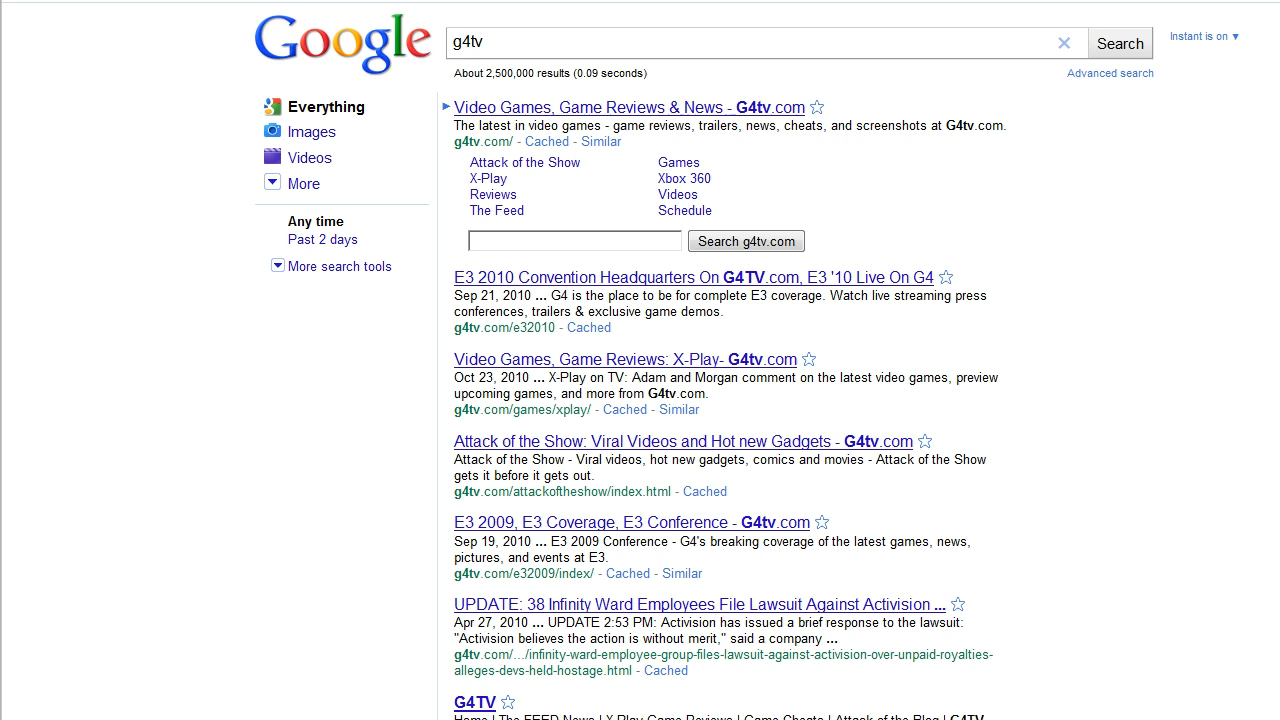 Google
g4tv
Search
Instant is on ▼
About 2,500,000 results (0.09 seconds)
Advanced search
Everything
Images
Videos
More
Any time
Past 2 days
More search tools
Video Games, Game Reviews & News - G4tv.com
The latest in video games - game reviews, trailers, news, cheats, and screenshots at G4tv.com.
g4tv.com/ - Cached - Similar
Attack of the Show Games
X-Play Xbox 360
Reviews Videos
The Feed Schedule
Search g4tv.com
E3 2010 Convention Headquarters On G4TV.com, E3 '10 Live On G4
Sep 21, 2010 ... G4 is the place to be for complete E3 coverage. Watch live streaming press
conferences, trailers & exclusive game demos.
g4tv.com/e32010 - Cached
Video Games, Game Reviews: X-Play- G4tv.com
Oct 23, 2010 ... X-Play on TV: Adam and Morgan comment on the latest video games, preview
upcoming games, and more from G4tv.com.
g4tv.com/games/xplay/ - Cached - Similar
Attack of the Show: Viral Videos and Hot new Gadgets - G4tv.com
Attack of the Show - Viral videos, hot new gadgets, comics and movies - Attack of the Show
gets it before it gets out.
g4tv.com/attackoftheshow/index.html - Cached
E3 2009, E3 Coverage, E3 Conference - G4tv.com
Sep 19, 2010 ... E3 2009 Conference - G4's breaking coverage of the latest games, news,
pictures, and events at E3.
g4tv.com/e32009/index/ - Cached - Similar
UPDATE: 38 Infinity Ward Employees File Lawsuit Against Activision ...
Apr 27, 2010 ... UPDATE 2:53 PM: Activision has issued a brief response to the lawsuit:
"Activision believes the action is without merit," said a company ...
g4tv.com/.../infinity-ward-employee-group-files-lawsuit-against-activision-over-unpaid-royalties-
alleges-devs-held-hostage.html - Cached
G4TV
Home | The FEED News | X-Play Game Reviews | Game Cheats | Attack of the Blog | G4TV